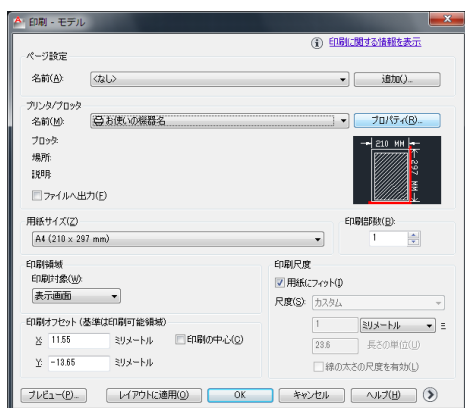 印刷 - モデル
印刷に関する情報を表示
ページ設定
名前(A): <なし> 追加()...
プリンタ/プロッタ
名前(M): お使いの機器名 プロパティ(R)...
プロッタ:
場所:
説明:
ファイルへ出力(F)
210 MM
297 MM
用紙サイズ(Z)
A4 (210 x 297 mm)
印刷部数(B):
1
印刷領域
印刷対象(W):
表示画面
印刷オフセット (基準は印刷可能領域)
X: 11.55 ミリメートル 印刷の中心(C)
Y: -13.65 ミリメートル
印刷尺度
用紙にフィット(I)
尺度(S): カスタム
1 ミリメートル =
23.6 長さの単位(U)
線の太さの尺度を有効(L)
プレビュー(P)... レイアウトに適用(O) OK キャンセル ヘルプ(H)